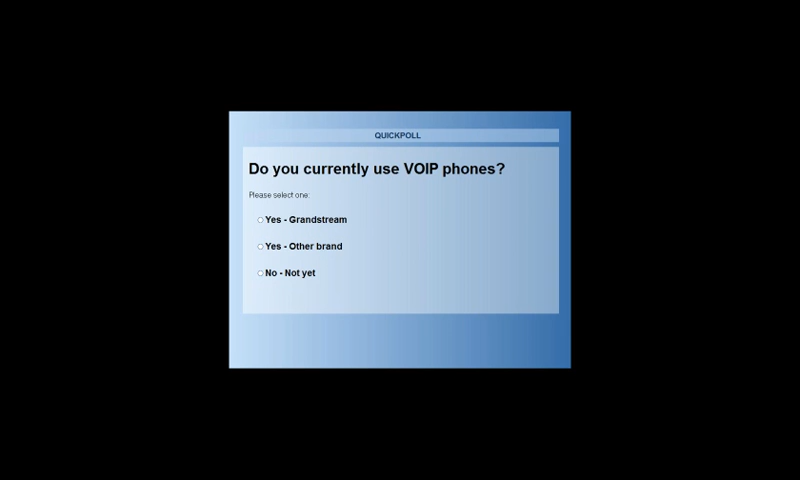 QUICKPOLL
Do you currently use VOIP phones?
Please select one:
Yes - Grandstream
Yes - Other brand
No - Not yet